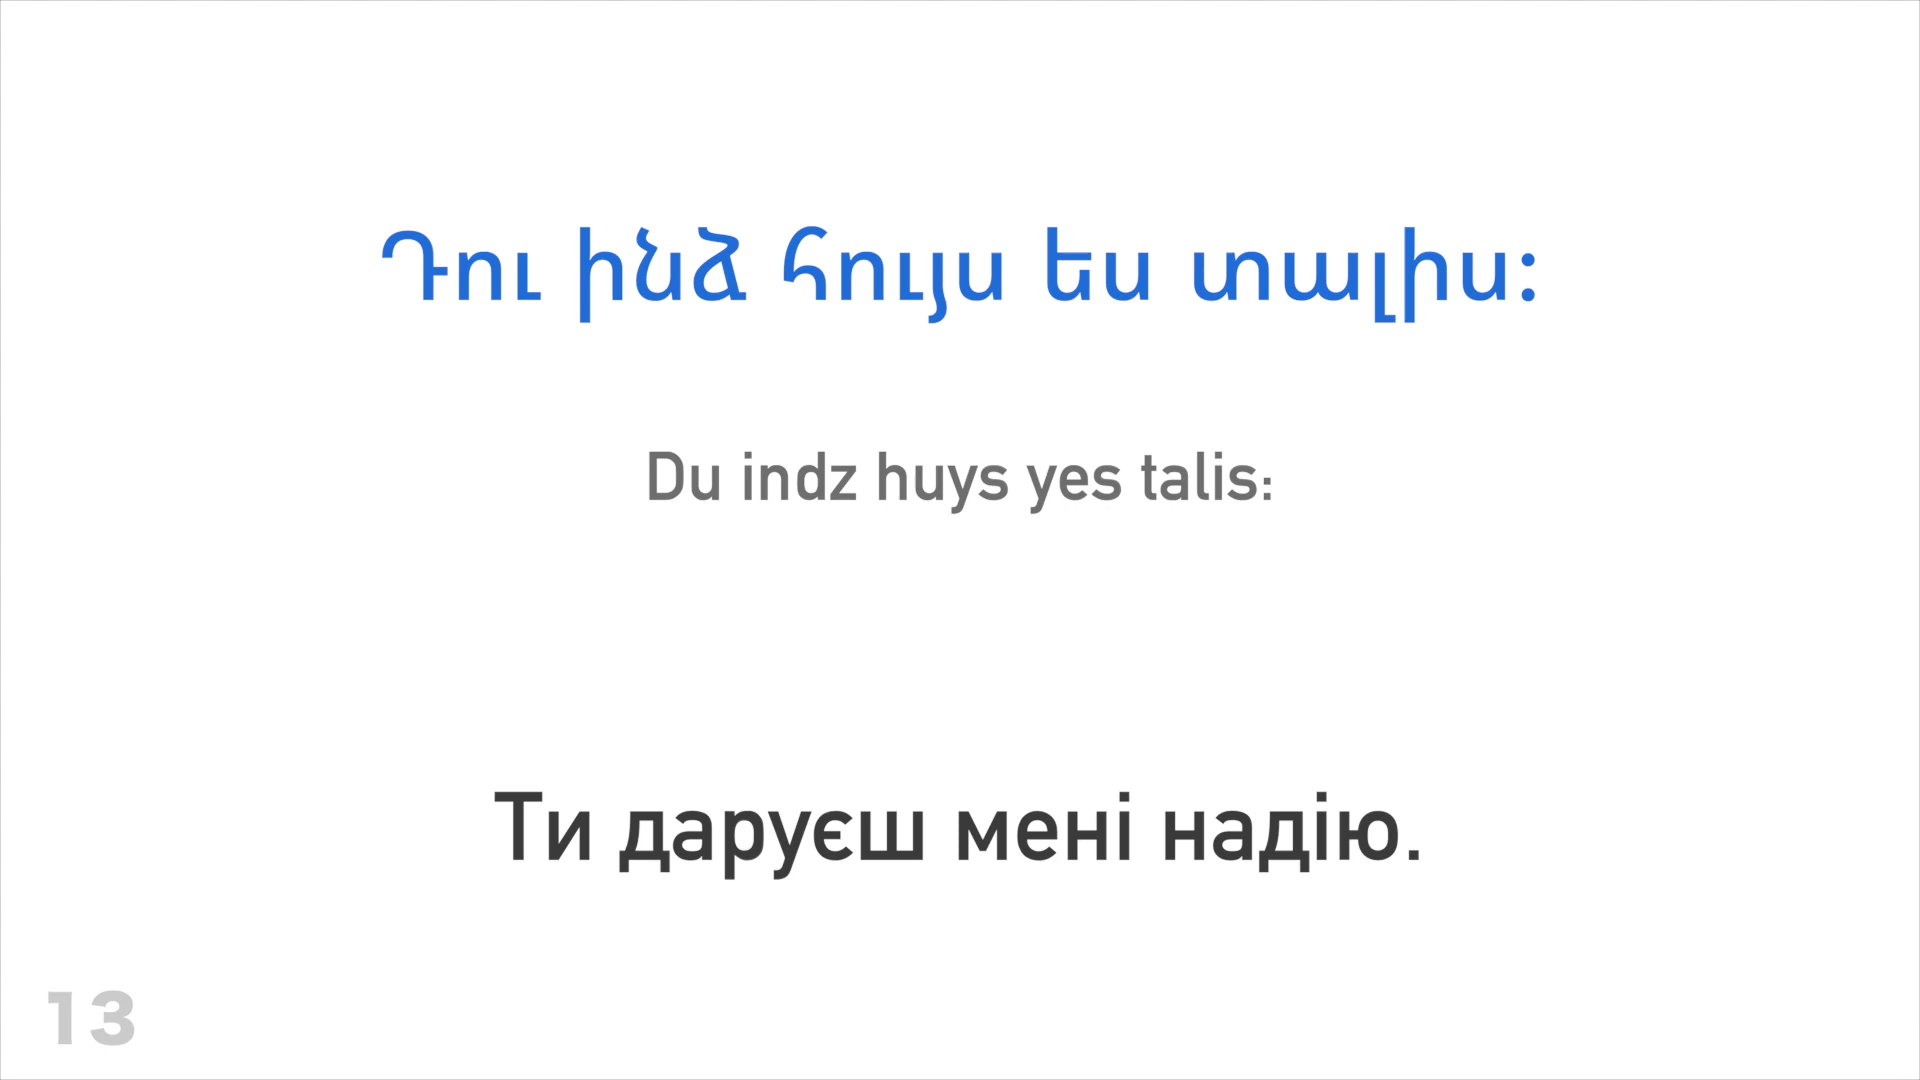 Դու ինձ հույս ես տալիս:
Du indz huys yes talis:
Ти даруєш мені надію.
13